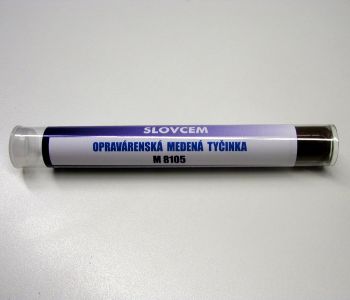 SLOVCEM
OPRAVÁRENSKÁ MEDENÁ TYČINKA
M 8105